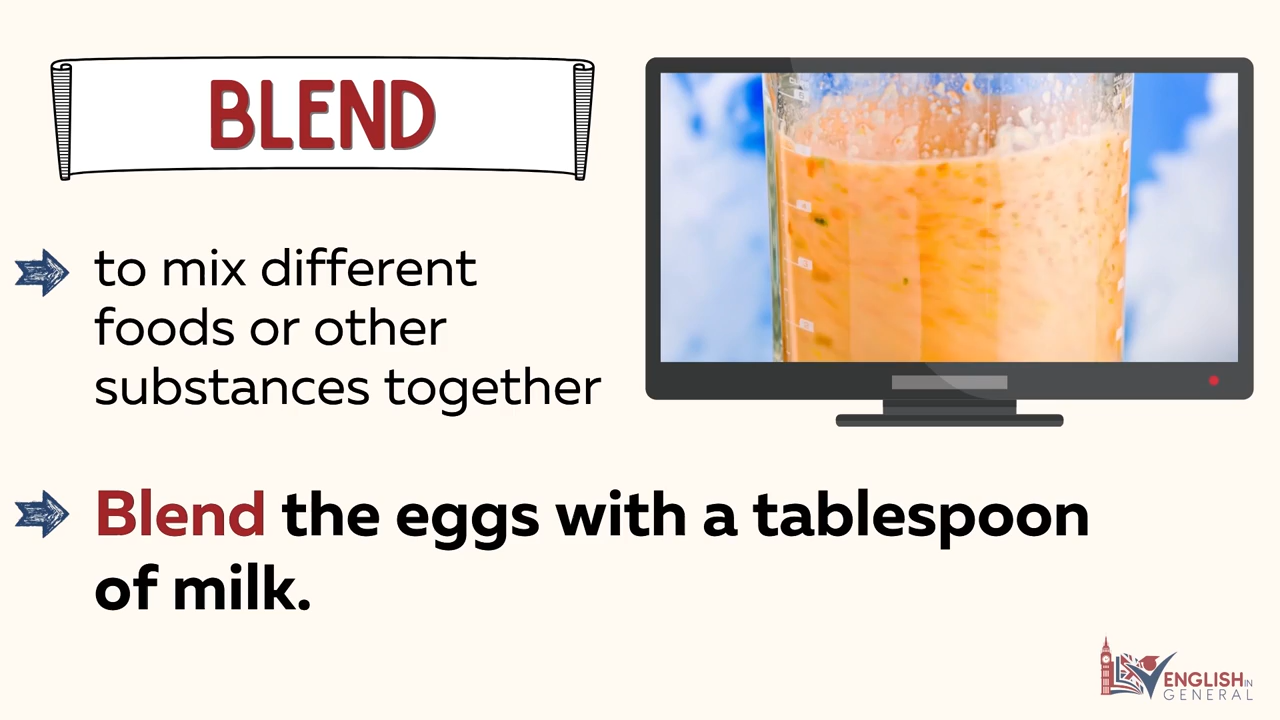 BLEND
to mix different
foods or other
substances together
Blend the eggs with a tablespoon
of milk.
ENGLISH IN
GENERAL